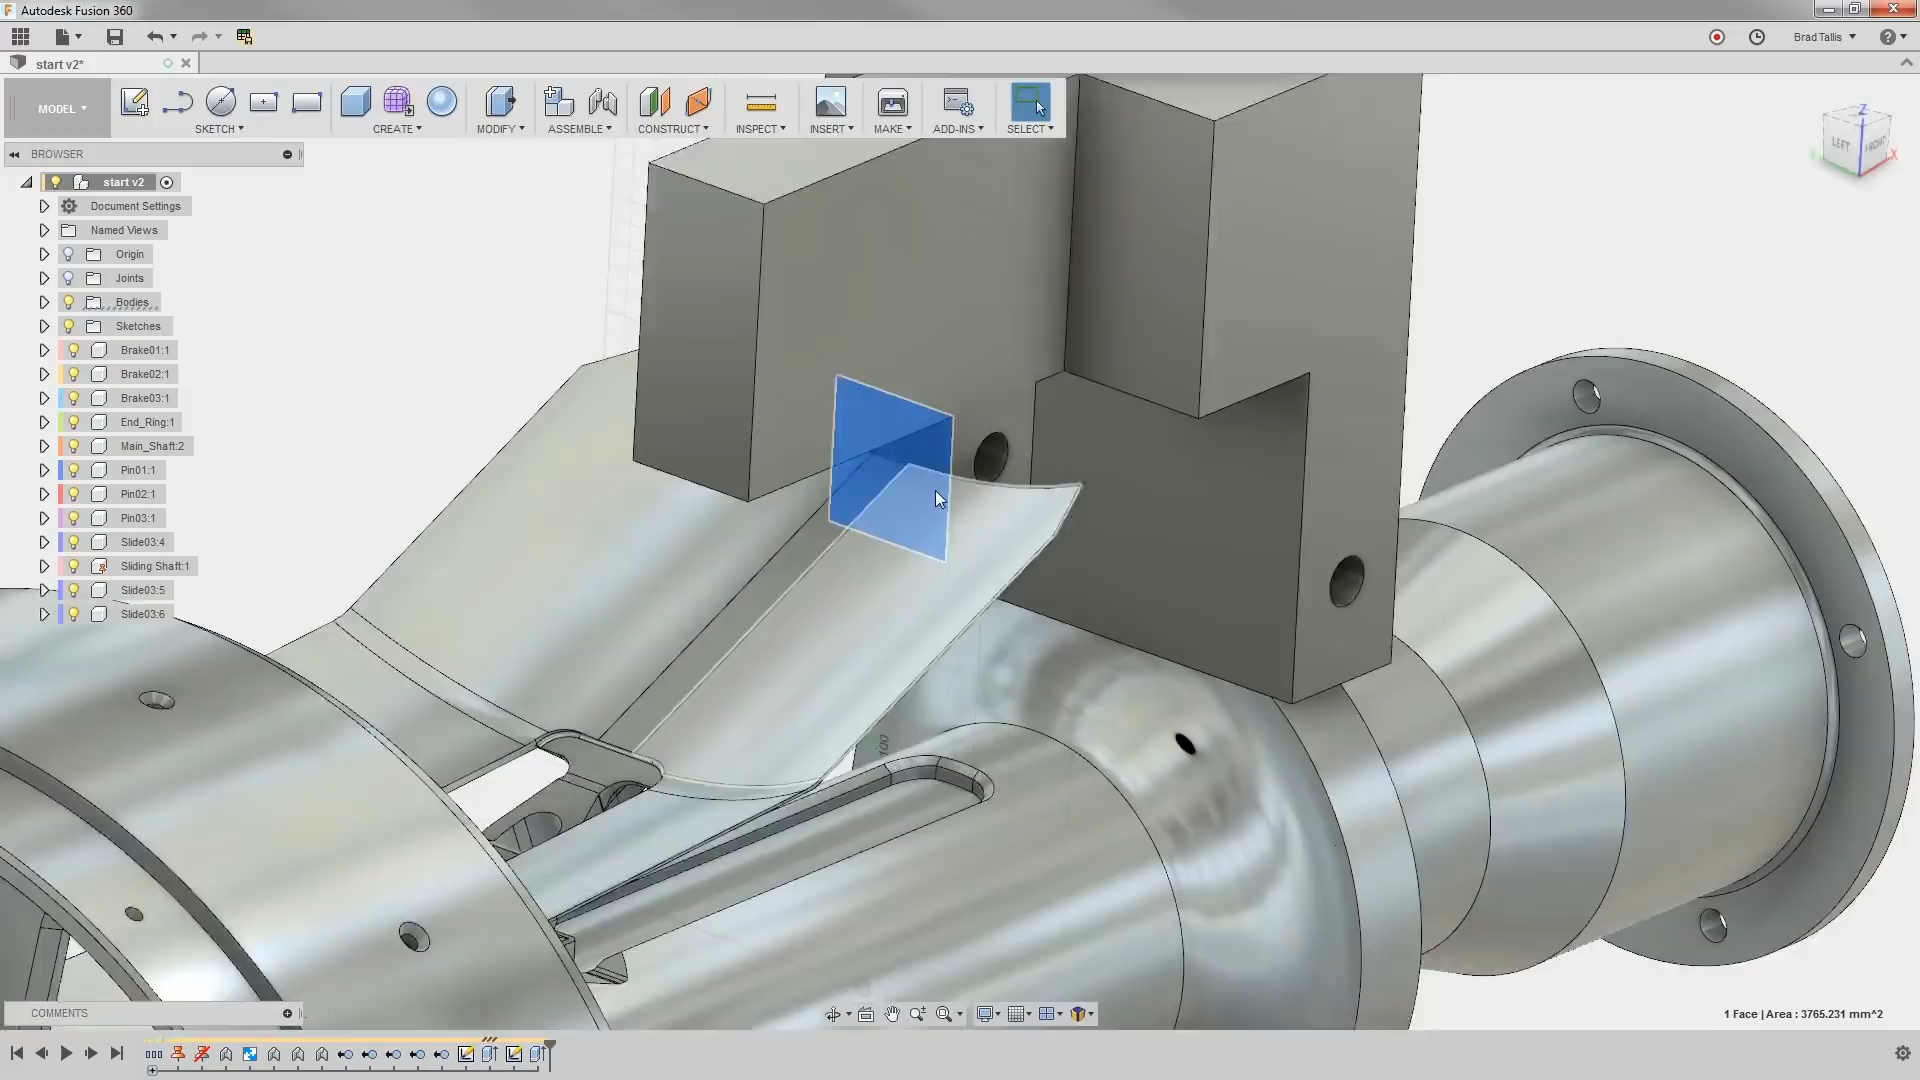 Autodesk Fusion 360
Brad Tallis
start v2*
MODEL
SKETCH
CREATE
MODIFY
ASSEMBLE
CONSTRUCT
INSPECT
INSERT
MAKE
ADD-INS
SELECT
Z
LEFT
FRONT
X
BROWSER
start v2
Document Settings
Named Views
Origin
Joints
Bodies
Sketches
Brake01:1
Brake02:1
Brake03:1
End_Ring:1
Main_Shaft:2
Pin01:1
Pin02:1
Pin03:1
Slide03:4
Sliding Shaft:1
Slide03:5
Slide03:6
100
COMMENTS
1 Face | Area : 3765.231 mm^2